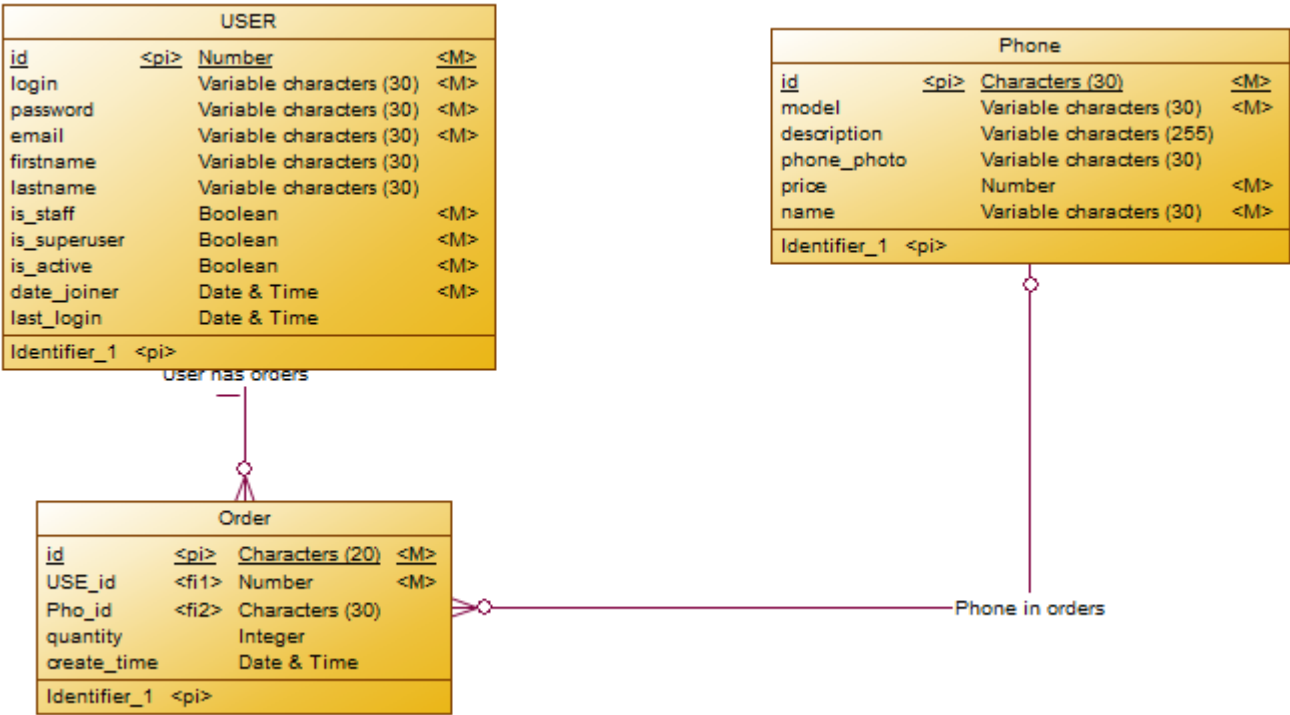 USER
id <pi> Number <M>
login Variable characters (30) <M>
password Variable characters (30) <M>
email Variable characters (30) <M>
firstname Variable characters (30)
lastname Variable characters (30)
is_staff Boolean <M>
is_superuser Boolean <M>
is_active Boolean <M>
date_joiner Date & Time <M>
last_login Date & Time
Identifier_1 <pi>
User has orders
Phone
id <pi> Characters (30) <M>
model Variable characters (30) <M>
description Variable characters (255)
phone_photo Variable characters (30)
price Number <M>
name Variable characters (30) <M>
Identifier_1 <pi>
Order
id <pi> Characters (20) <M>
USE_id <fi1> Number <M>
Pho_id <fi2> Characters (30)
quantity Integer
create_time Date & Time
Identifier_1 <pi>
Phone in orders